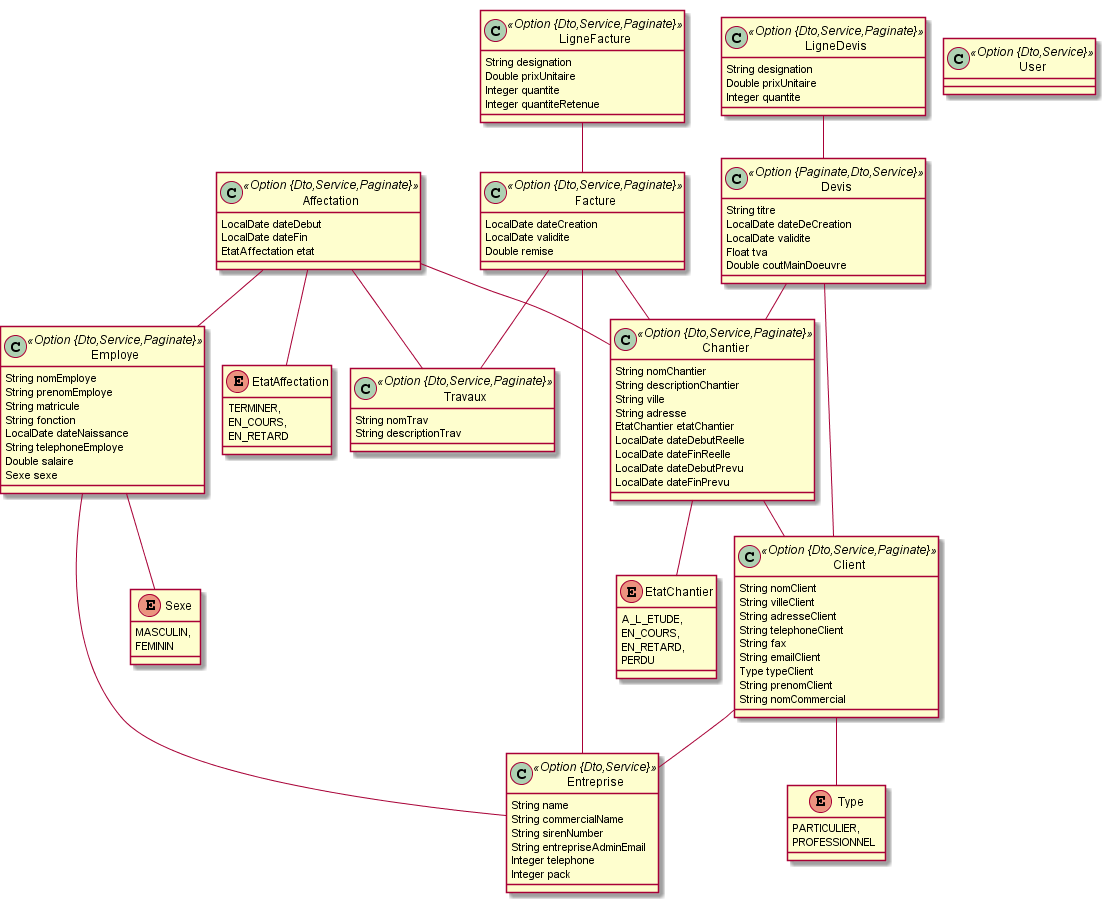 C «Option {Dto,Service,Paginate}»
LigneFacture
String designation
Double prixUnitaire
Integer quantite
Integer quantiteRetenue
C «Option {Dto,Service,Paginate}»
LigneDevis
String designation
Double prixUnitaire
Integer quantite
C «Option {Dto,Service}»
User
C «Option {Dto,Service,Paginate}»
Affectation
LocalDate dateDebut
LocalDate dateFin
EtatAffectation etat
C «Option {Dto,Service,Paginate}»
Facture
LocalDate dateCreation
LocalDate validite
Double remise
C «Option {Paginate,Dto,Service}»
Devis
String titre
LocalDate dateDeCreation
LocalDate validite
Float tva
Double coutMainDoeuvre
C «Option {Dto,Service,Paginate}»
Employe
String nomEmploye
String prenomEmploye
String matricule
String fonction
LocalDate dateNaissance
String telephoneEmploye
Double salaire
Sexe sexe
E EtatAffectation
TERMINER,
EN_COURS,
EN_RETARD
C «Option {Dto,Service,Paginate}»
Travaux
String nomTrav
String descriptionTrav
C «Option {Dto,Service,Paginate}»
Chantier
String nomChantier
String descriptionChantier
String ville
String adresse
EtatChantier etatChantier
LocalDate dateDebutReelle
LocalDate dateFinReelle
LocalDate dateDebutPrevu
LocalDate dateFinPrevu
E Sexe
MASCULIN,
FEMININ
E EtatChantier
A_L_ETUDE,
EN_COURS,
EN_RETARD,
PERDU
C «Option {Dto,Service,Paginate}»
Client
String nomClient
String villeClient
String adresseClient
String telephoneClient
String fax
String emailClient
Type typeClient
String prenomClient
String nomCommercial
C «Option {Dto,Service}»
Entreprise
String name
String commercialName
String sirenNumber
String entrepriseAdminEmail
Integer telephone
Integer pack
E Type
PARTICULIER,
PROFESSIONNEL